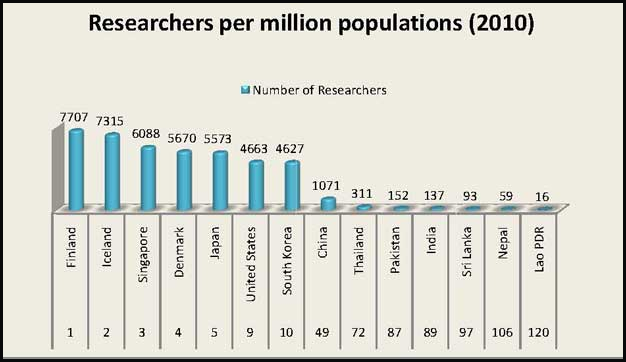 Researchers per million populations (2010)
Number of Researchers
7707 7315 6088 5670 5573 4663 4627 1071 311 152 137 93 59 16
Finland Iceland Singapore Denmark Japan United States South Korea China Thailand Pakistan India Sri Lanka Nepal Lao PDR
1 2 3 4 5 9 10 49 72 87 89 97 106 120